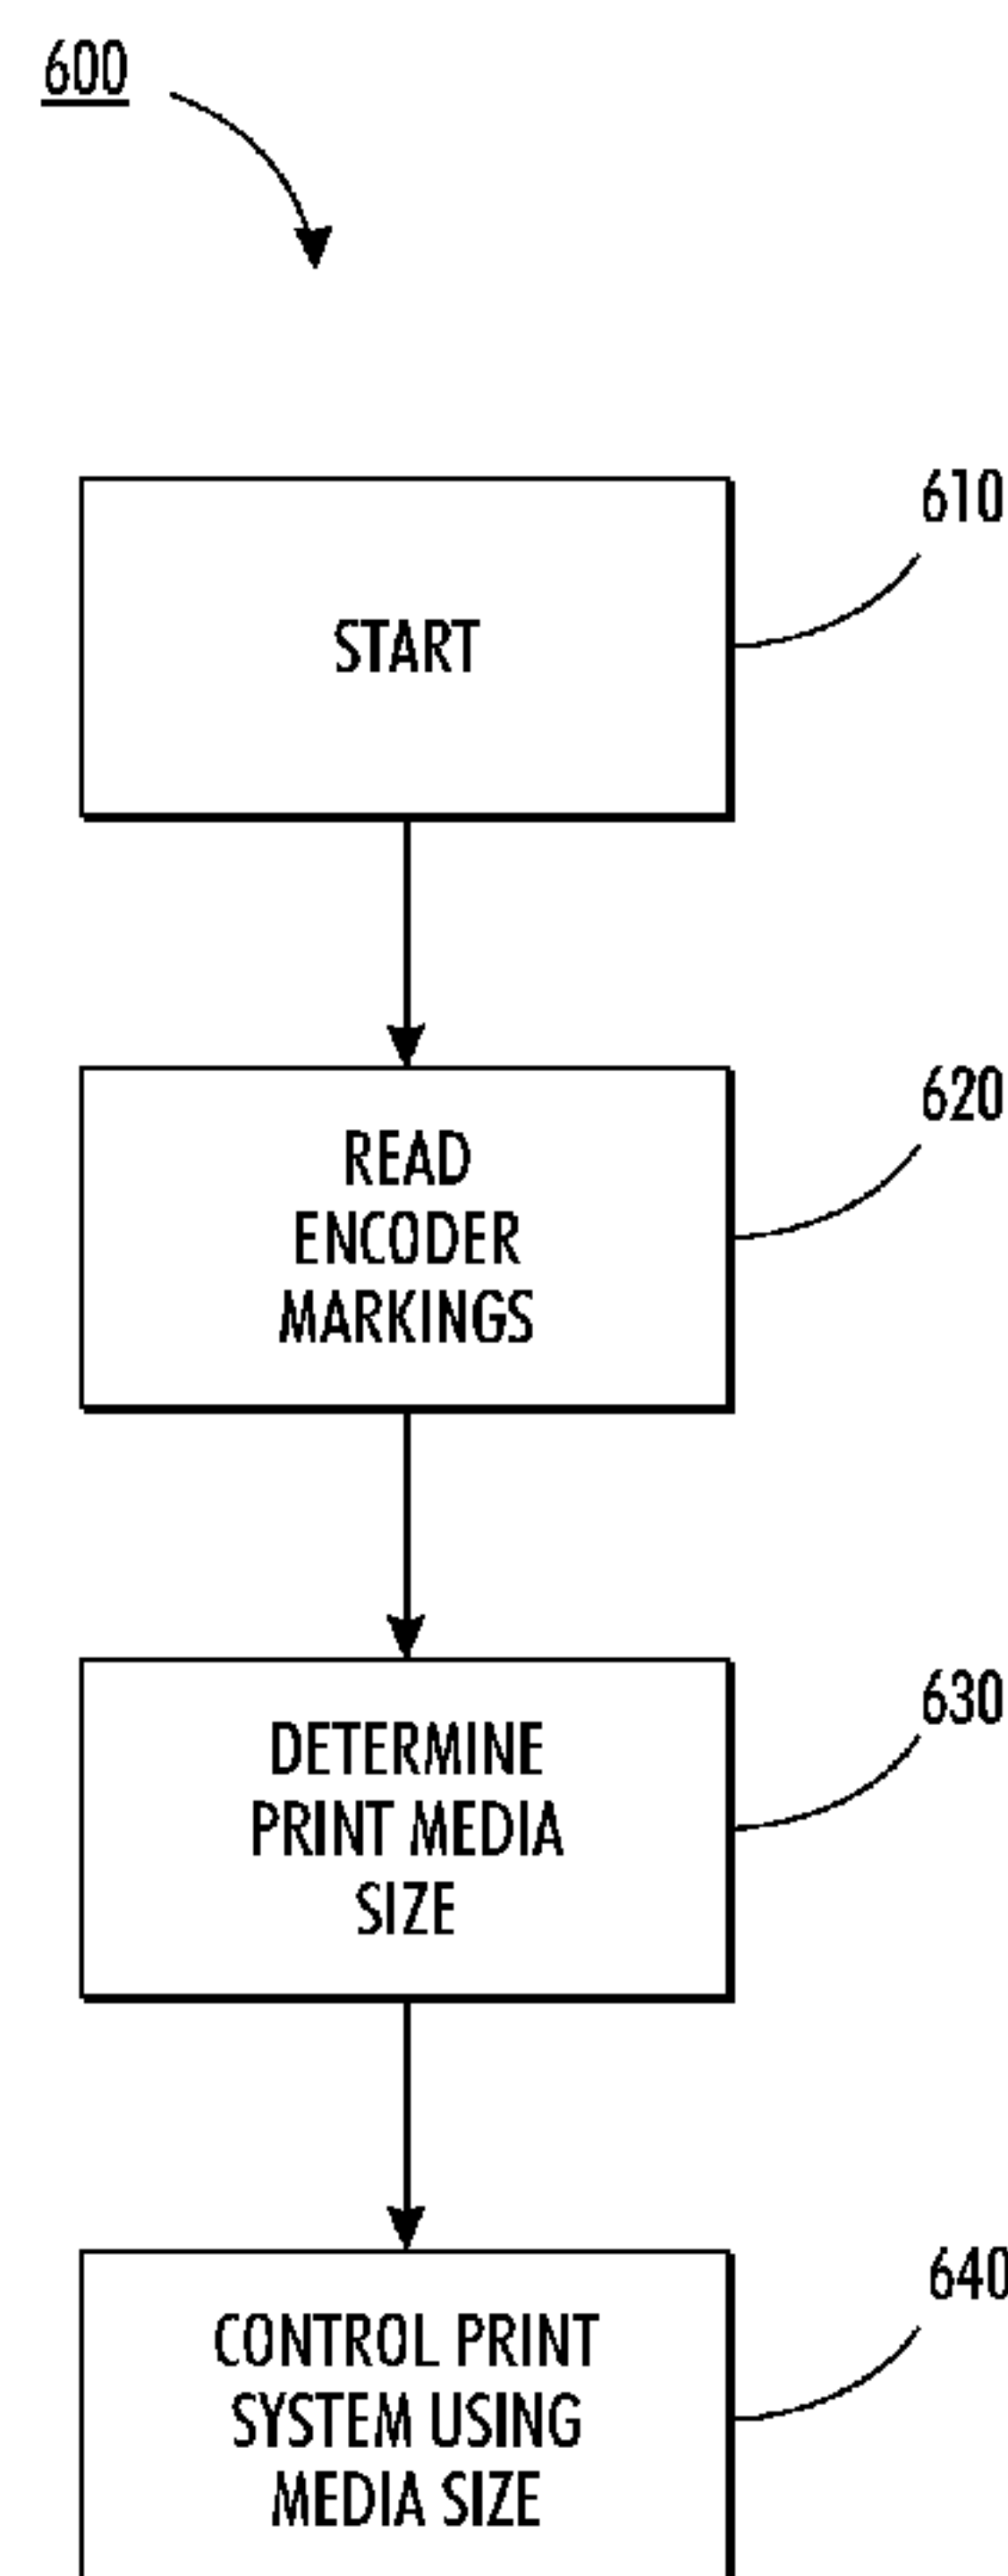 600
610
START
620
READ
ENCODER
MARKINGS
630
DETERMINE
PRINT MEDIA
SIZE
640
CONTROL PRINT
SYSTEM USING
MEDIA SIZE